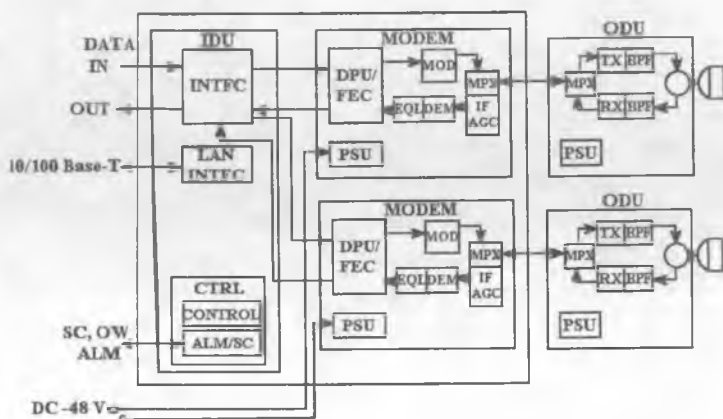 DATA
IN
OUT
10/100 Base-T
SC, OW
ALM
DC -48 V
IDU
INTFC
LAN
INTFC
CTRL
CONTROL
ALM/SC
MODEM
DPU/
FEC
MOD
MPX
IF
AGC
EQL DEM
PSU
MODEM
DPU/
FEC
MOD
MPX
IF
AGC
EQL DEM
PSU
ODU
TX BPF
MPX
RX BPF
PSU
ODU
TX BPF
MPX
RX BPF
PSU